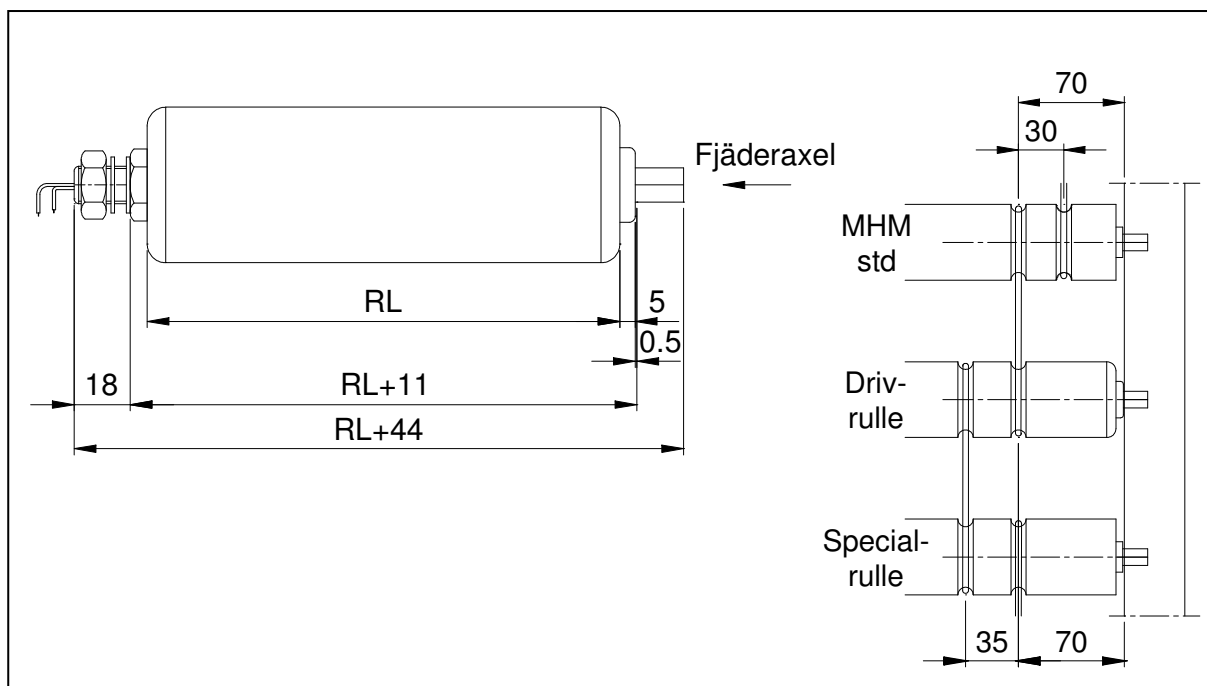 Fjäderaxel
RL
5
0.5
18
RL+11
RL+44
70
30
MHM
std
Driv-
rulle
Special-
rulle
35
70